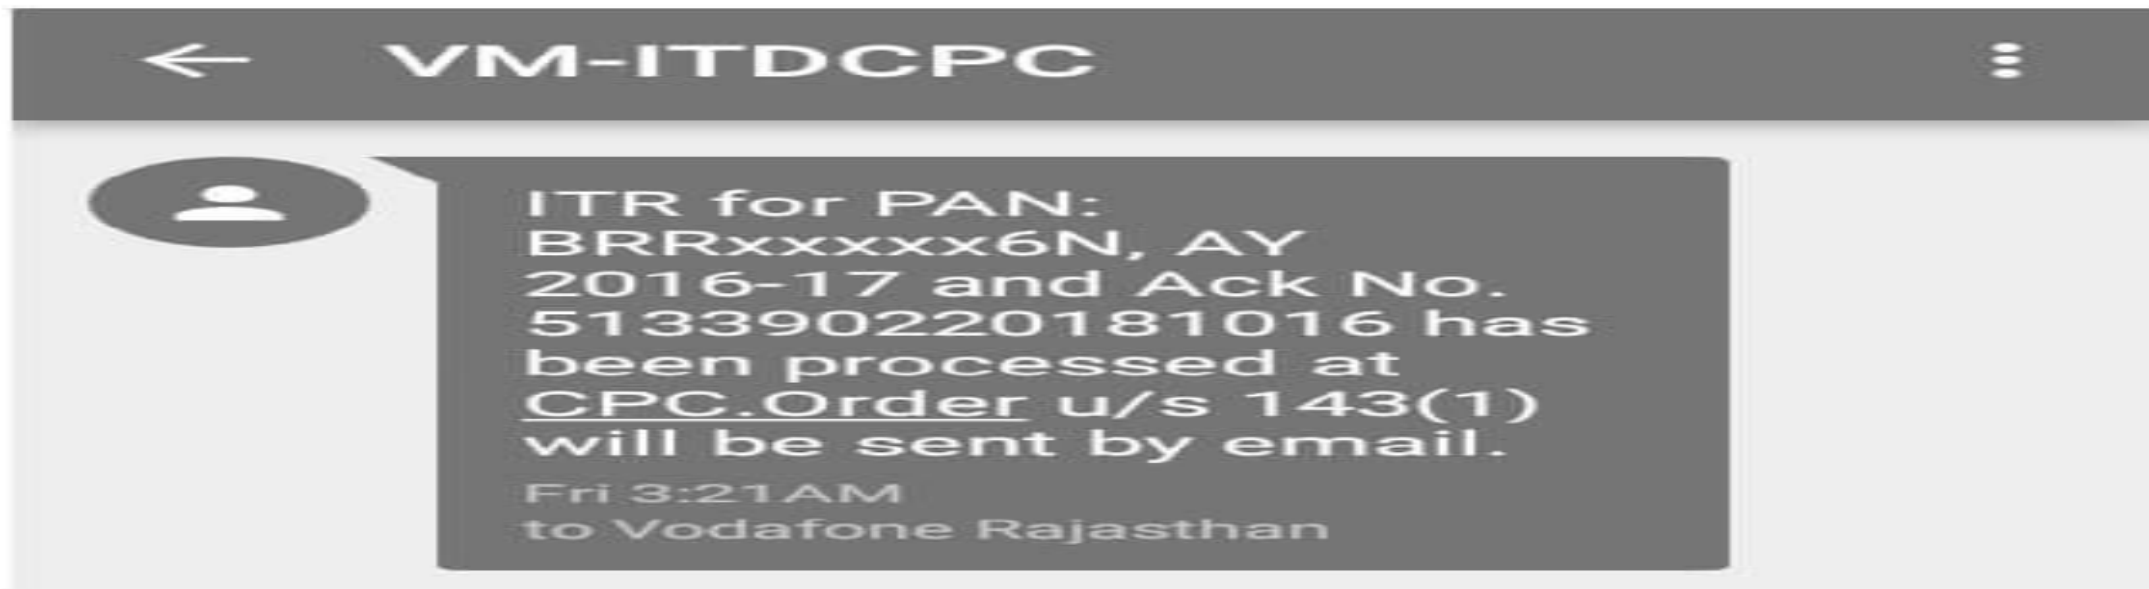 VM-ITDCPC
ITR for PAN:
BRRxxxxx6N, AY
2016-17 and Ack No.
513390220181016 has
been processed at
CPC.Order u/s 143(1)
will be sent by email.
Fri 3:21AM
to Vodafone Rajasthan